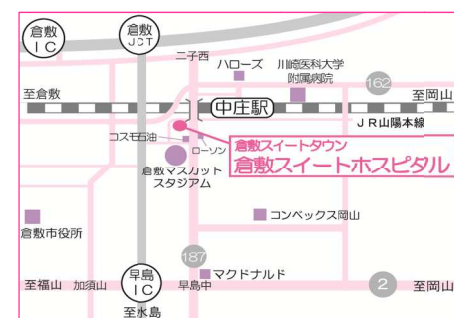 倉敷
IC
倉敷
JCT
二子西
ハローズ
川崎医科大学
附属病院
162
至倉敷
中庄駅
至岡山
JR山陽本線
コスモ石油
ローソン
倉敷スイートタウン
倉敷スイートホスピタル
倉敷マスカット
スタジアム
倉敷市役所
コンベックス岡山
187
マクドナルド
至福山
加須山
早島
IC
早島中
2
至岡山
至水島